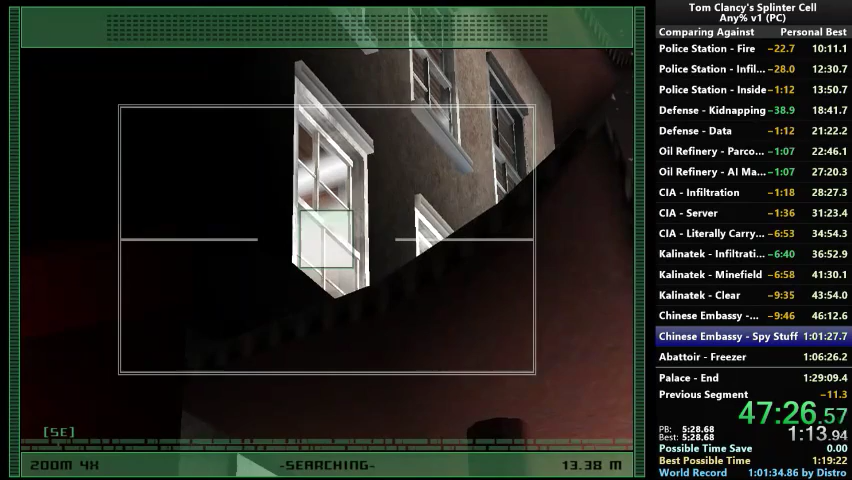 Tom Clancy's Splinter Cell
Any% v1 (PC)
Comparing Against Personal Best
Police Station - Fire −22.7 10:11.1
Police Station - Infil... −28.0 12:30.7
Police Station - Inside −1:12 13:50.7
Defense - Kidnapping −38.9 18:41.7
Defense - Data −1:12 21:22.2
Oil Refinery - Parco... −1:07 22:46.1
Oil Refinery - AI Ma... −1:07 27:20.3
CIA - Infiltration −1:18 28:27.3
CIA - Server −1:36 31:23.4
CIA - Literally Carry... −6:53 34:54.3
Kalinatek - Infiltrati... −6:40 36:52.9
Kalinatek - Minefield −6:58 41:30.1
Kalinatek - Clear −9:35 43:54.0
Chinese Embassy -... −9:46 46:12.6
Chinese Embassy - Spy Stuff 1:01:27.7
Abattoir - Freezer 1:06:26.2
Palace - End 1:29:09.4
Previous Segment −11.3
47:26.57
PB: 5:28.68
Best: 5:28.68
1:13.94
Possible Time Save 0.00
Best Possible Time 1:19:22
World Record 1:01:34.86 by Distro
[SE]
ZOOM 4X -SEARCHING- 13.38 M